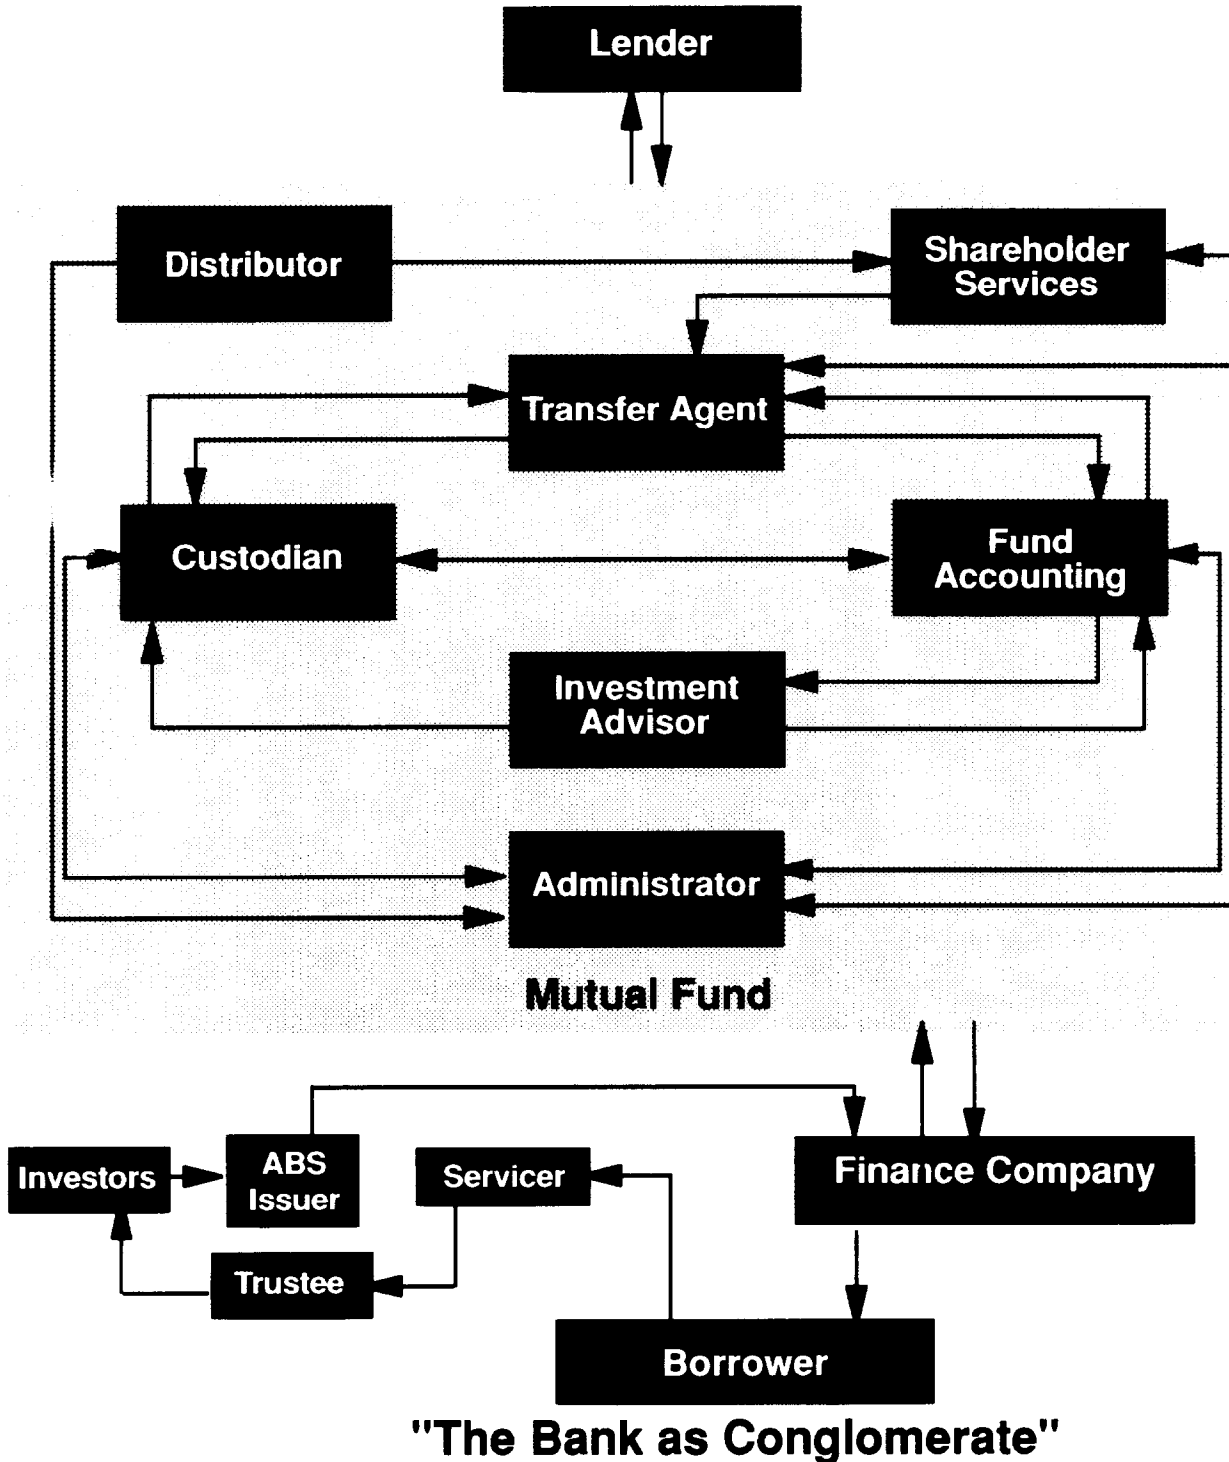 Lender
Distributor
Shareholder
Services
Transfer Agent
Custodian
Fund
Accounting
Investment
Advisor
Administrator
Mutual Fund
Investors
ABS
Issuer
Servicer
Finance Company
Trustee
Borrower
"The Bank as Conglomerate"